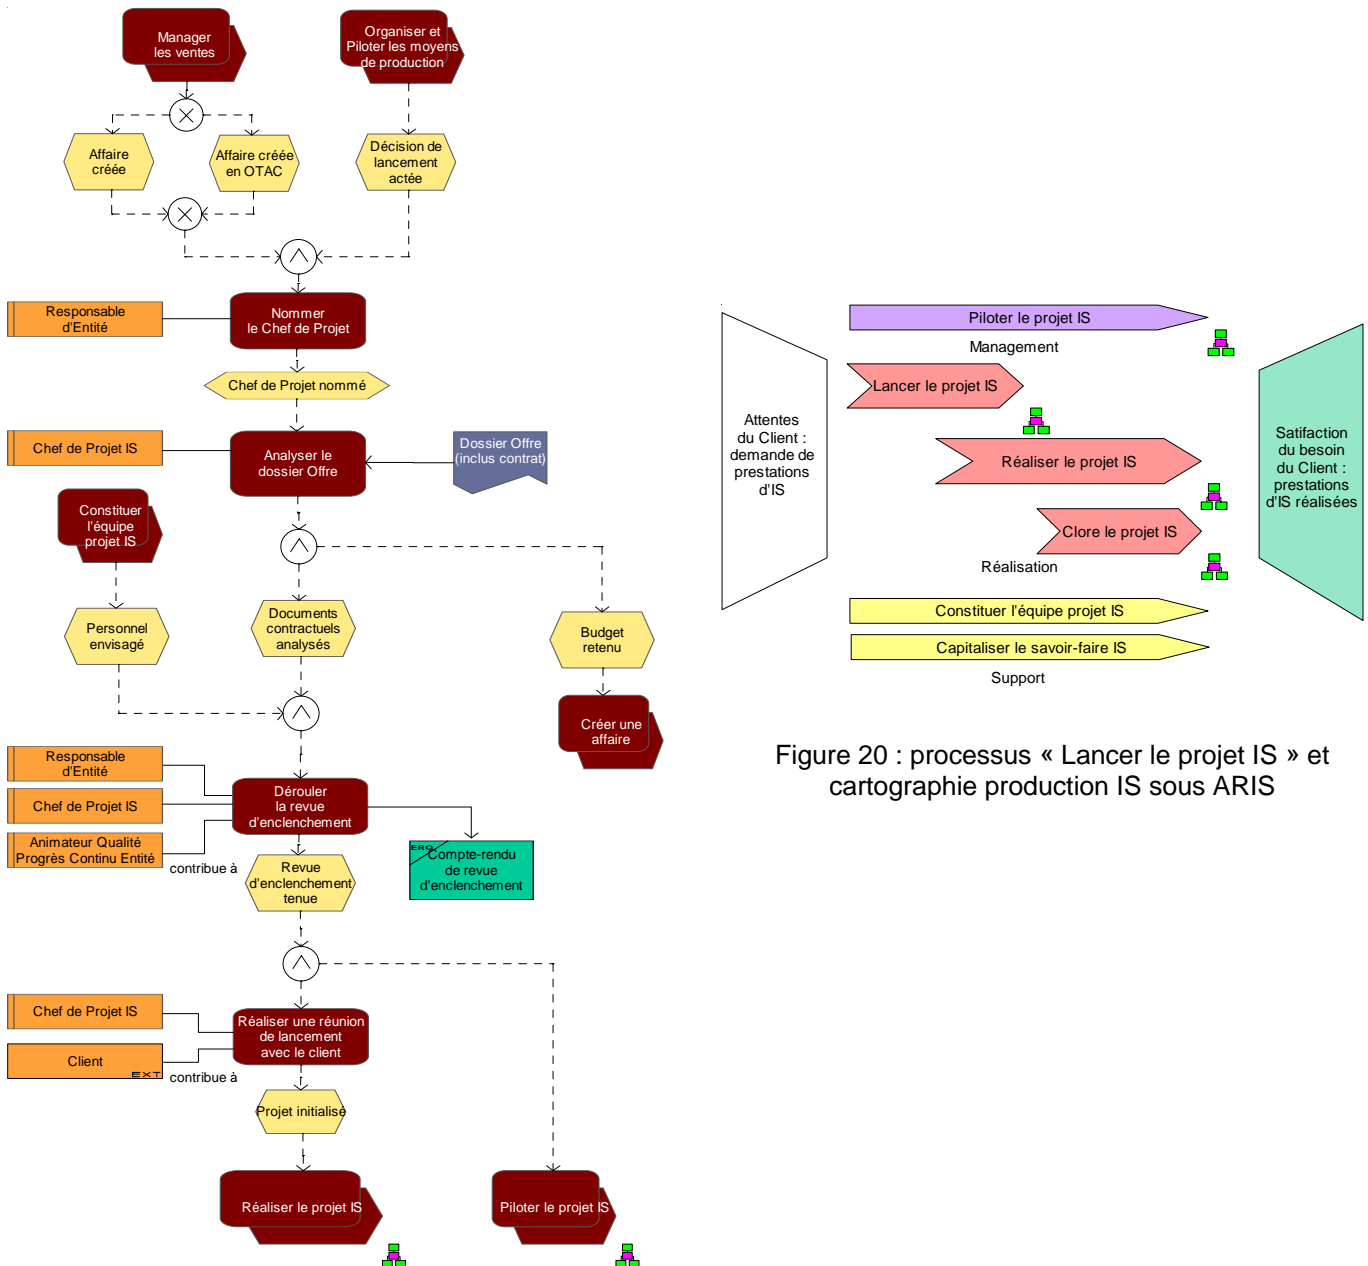 Manager
les ventes
Organiser et
Piloter les moyens
de production
Affaire
créée
Affaire créée
en OTAC
Décision de
lancement
actée
Responsable
d'Entité
Nommer
le Chef de Projet
Chef de Projet nommé
Chef de Projet IS
Analyser le
dossier Offre
Dossier Offre
(inclus contrat)
Constituer
l'équipe
projet IS
Personnel
envisagé
Documents
contractuels
analysés
Budget
retenu
Créer une
affaire
Responsable
d'Entité
Chef de Projet IS
Animateur Qualité
Progrès Continu Entité
contribue à
Dérouler
la revue
d'enclenchement
ERQ
Compte-rendu
de revue
d'enclenchement
Revue
d'enclenchement
tenue
Chef de Projet IS
Client
EXT
contribue à
Réaliser une réunion
de lancement
avec le client
Projet initialisé
Réaliser le projet IS
Piloter le projet IS
Attentes
du Client :
demande de
prestations
d'IS
Piloter le projet IS
Management
Lancer le projet IS
Réaliser le projet IS
Clore le projet IS
Réalisation
Constituer l'équipe projet IS
Capitaliser le savoir-faire IS
Support
Satifaction
du besoin
du Client :
prestations
d'IS réalisées
Figure 20 : processus « Lancer le projet IS » et
cartographie production IS sous ARIS